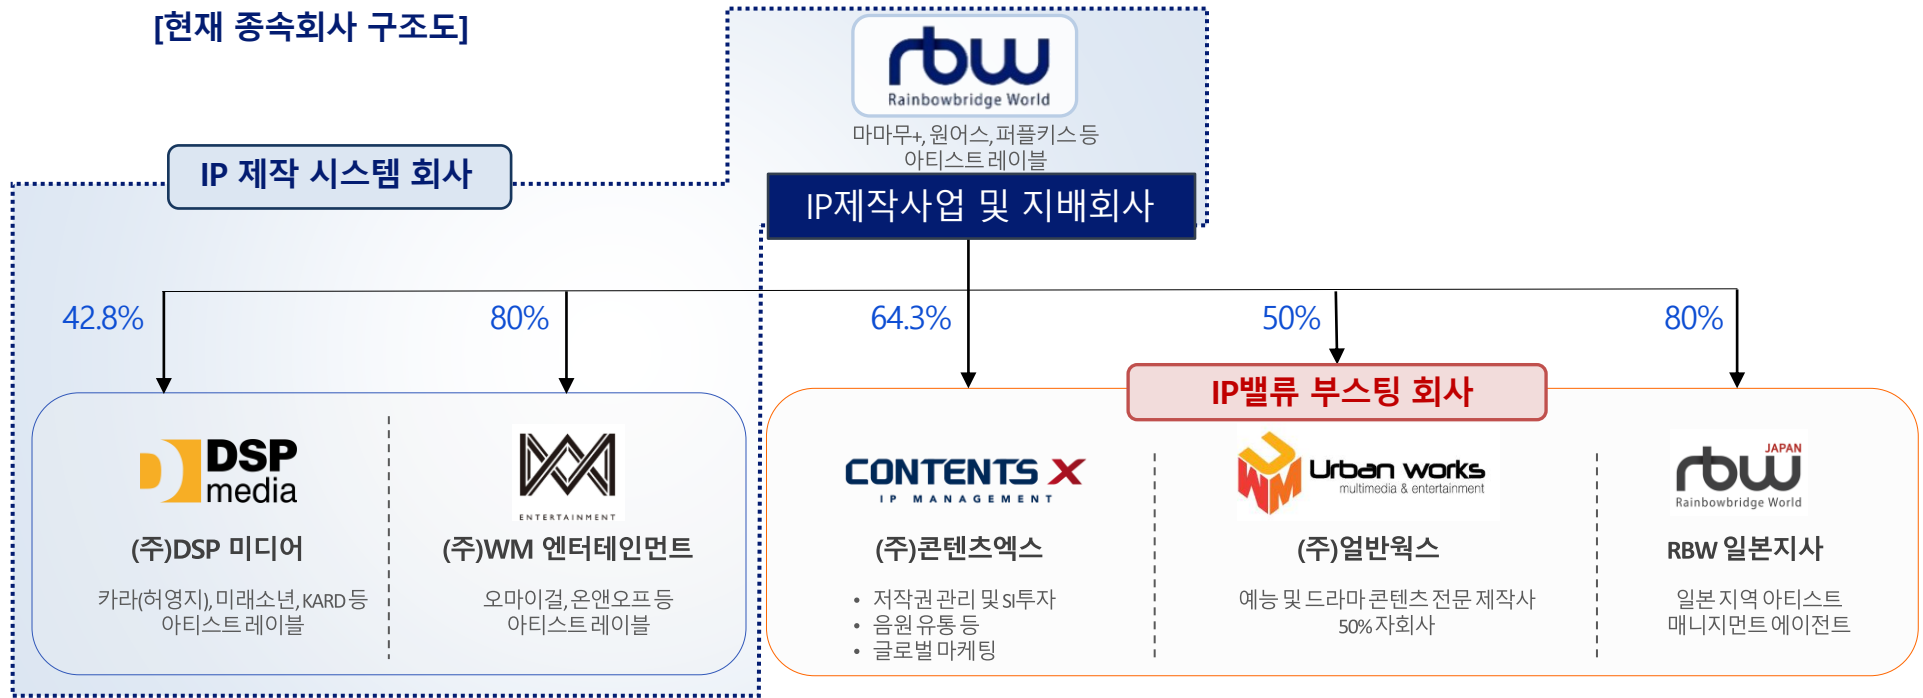 [현재 종속회사 구조도]
rbw
Rainbowbridge World
마마무+, 원어스, 퍼플키스 등
아티스트 레이블
IP 제작 시스템 회사
IP제작사업 및 지배회사
42.8%
80%
64.3%
50%
80%
IP밸류 부스팅 회사
DSP
media
(주)DSP 미디어
카라(허영지), 미래소년, KARD 등
아티스트 레이블
WM
ENTERTAINMENT
(주)WM 엔터테인먼트
오마이걸, 온앤오프 등
아티스트 레이블
CONTENTS X
IP MANAGEMENT
(주)콘텐츠엑스
• 저작권 관리 및 SI투자
• 음원 유통 등
• 글로벌 마케팅
UWM
Urban works
multimedia & entertainment
(주)얼반웍스
예능 및 드라마 콘텐츠 전문 제작사
50% 자회사
JAPAN
rbw
Rainbowbridge World
RBW 일본지사
일본 지역 아티스트
매니지먼트 에이전트